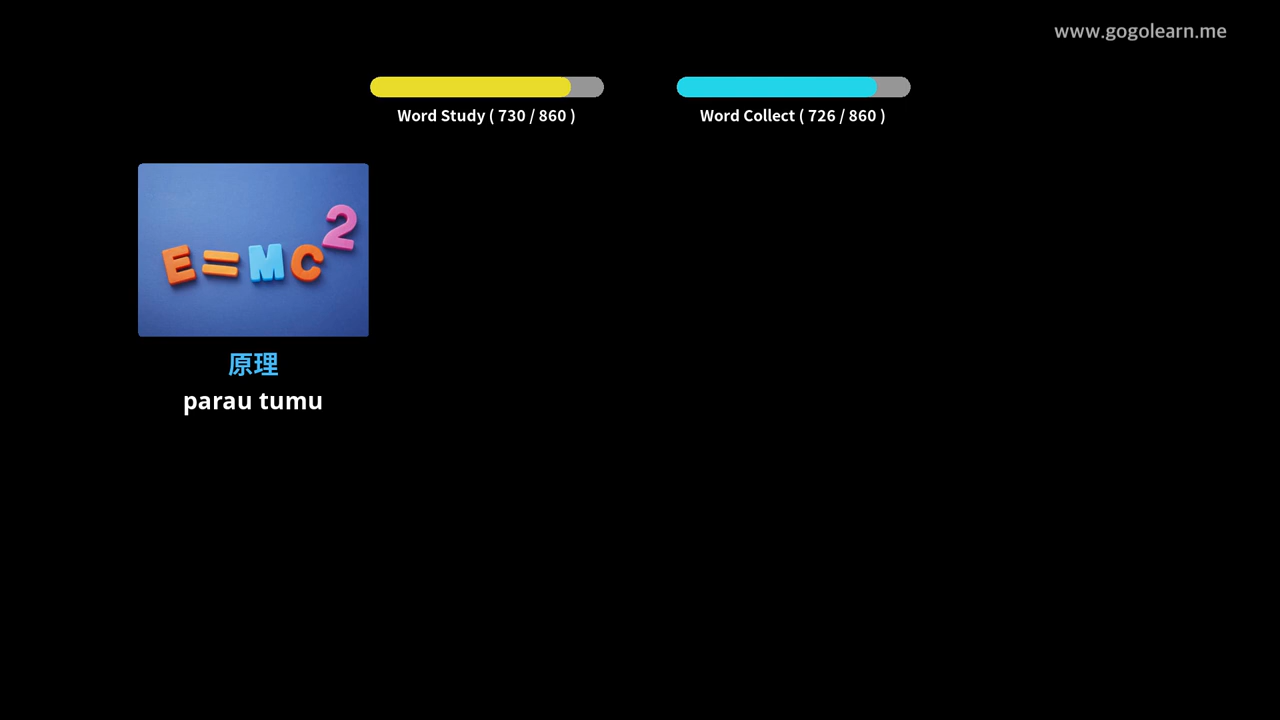 www.gogolearn.me
Word Study ( 730 / 860 )
Word Collect ( 726 / 860 )
E=MC²
原理
parau tumu